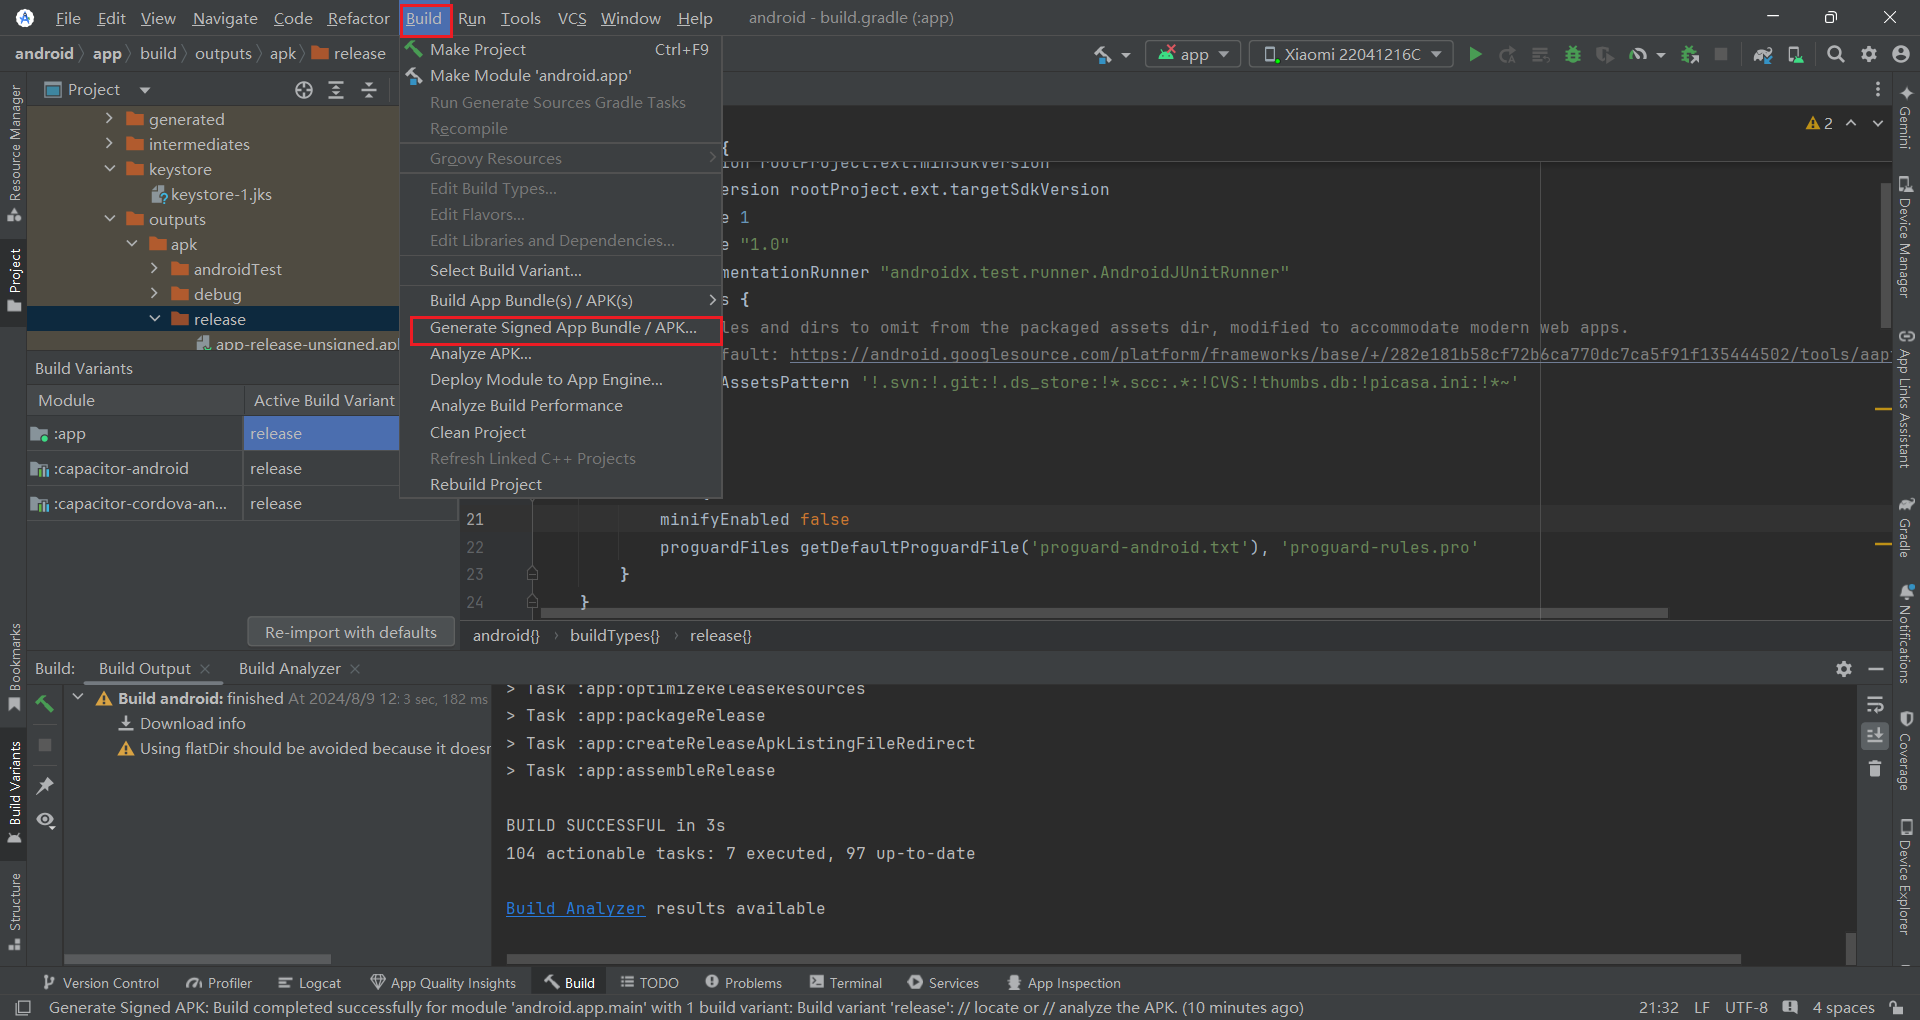 File Edit View Navigate Code Refactor Build Run Tools VCS Window Help android - build.gradle (:app)
android app build outputs apk release
app Xiaomi 22041216C
Project
generated
intermediates
keystore
keystore-1.jks
outputs
apk
androidTest
debug
release
app-release-unsigned.apk
Build Variants
Module Active Build Variant
:app release
:capacitor-android release
:capacitor-cordova-an... release
Re-import with defaults
Make Project Ctrl+F9
Make Module 'android.app'
Run Generate Sources Gradle Tasks
Recompile
Groovy Resources
Edit Build Types...
Edit Flavors...
Edit Libraries and Dependencies...
Select Build Variant...
Build App Bundle(s) / APK(s)
Generate Signed App Bundle / APK...
Analyze APK...
Deploy Module to App Engine...
Analyze Build Performance
Clean Project
Refresh Linked C++ Projects
Rebuild Project
2
{
ion rootProject.ext.minSdkVersion
ersion rootProject.ext.targetSdkVersion
e 1
e "1.0"
mentationRunner "androidx.test.runner.AndroidJUnitRunner"
s {
les and dirs to omit from the packaged assets dir, modified to accommodate modern web apps.
fault: https://android.googlesource.com/platform/frameworks/base/+/282e181b58cf72b6ca770dc7ca5f91f135444502/tools/aap
AssetsPattern '!.svn:!.git:!.ds_store:!*.scc:.*:!CVS:!thumbs.db:!picasa.ini:!*~'
21 minifyEnabled false
22 proguardFiles getDefaultProguardFile('proguard-android.txt'), 'proguard-rules.pro'
23 }
24 }
android{} › buildTypes{} › release{}
Build: Build Output Build Analyzer
Build android: finished At 2024/8/9 12: 3 sec, 182 ms
Download info
Using flatDir should be avoided because it doesn
> Task :app:optimizeReleaseResources
> Task :app:packageRelease
> Task :app:createReleaseApkListingFileRedirect
> Task :app:assembleRelease
BUILD SUCCESSFUL in 3s
104 actionable tasks: 7 executed, 97 up-to-date
Build Analyzer results available
Version Control Profiler Logcat App Quality Insights Build TODO Problems Terminal Services App Inspection
Generate Signed APK: Build completed successfully for module 'android.app.main' with 1 build variant: Build variant 'release': // locate or // analyze the APK. (10 minutes ago) 21:32 LF UTF-8 4 spaces
Resource Manager
Project
Bookmarks
Build Variants
Structure
Gemini
Device Manager
App Links Assistant
Gradle
Notifications
Coverage
Device Explorer